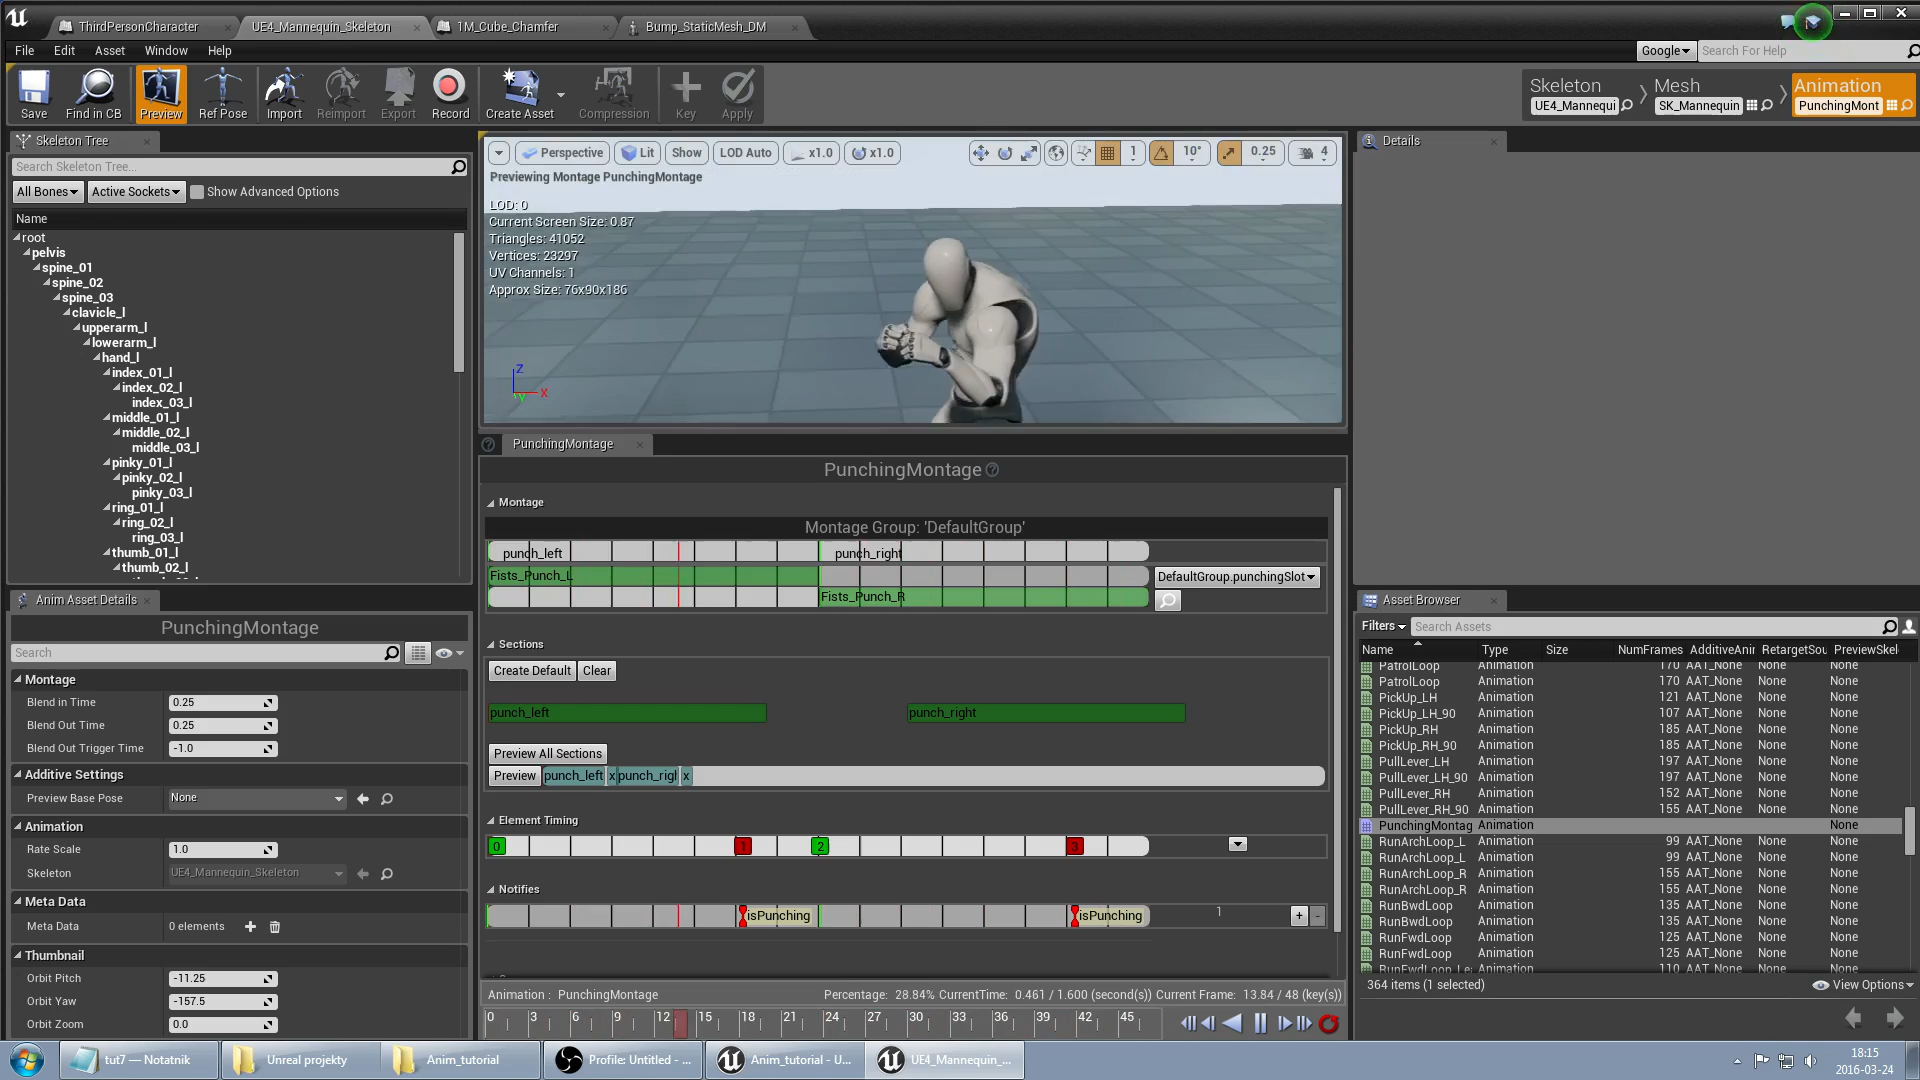 ThirdPersonCharacter
UE4_Mannequin_Skeleton
1M_Cube_Chamfer
Bump_StaticMesh_DM
File Edit Asset Window Help
Google
Search For Help
Save
Find in CB
Preview
Ref Pose
Import
Reimport
Export
Record
Create Asset
Compression
Key
Apply
Skeleton
UE4_Mannequi
Mesh
SK_Mannequin
Animation
PunchingMont
Skeleton Tree
Search Skeleton Tree...
All Bones
Active Sockets
Show Advanced Options
Name
root
pelvis
spine_01
spine_02
spine_03
clavicle_l
upperarm_l
lowerarm_l
hand_l
index_01_l
index_02_l
index_03_l
middle_01_l
middle_02_l
middle_03_l
pinky_01_l
pinky_02_l
pinky_03_l
ring_01_l
ring_02_l
ring_03_l
thumb_01_l
thumb_02_l
Anim Asset Details
PunchingMontage
Search
Montage
Blend in Time 0.25
Blend Out Time 0.25
Blend Out Trigger Time -1.0
Additive Settings
Preview Base Pose None
Animation
Rate Scale 1.0
Skeleton UE4_Mannequin_Skeleton
Meta Data
Meta Data 0 elements
Thumbnail
Orbit Pitch -11.25
Orbit Yaw -157.5
Orbit Zoom 0.0
Perspective
Lit
Show
LOD Auto
x1.0
x1.0
1
10°
0.25
4
Previewing Montage PunchingMontage
LOD: 0
Current Screen Size: 0.87
Triangles: 41052
Vertices: 23297
UV Channels: 1
Approx Size: 76x90x186
Z
X
Y
PunchingMontage
PunchingMontage
Montage
Montage Group: 'DefaultGroup'
punch_left
punch_right
Fists_Punch_L
DefaultGroup.punchingSlot
Fists_Punch_R
Sections
Create Default
Clear
punch_left
punch_right
Preview All Sections
Preview
punch_left
x
punch_rigl
x
Element Timing
0 1 2 3
Notifies
isPunching
isPunching
1
+
-
Animation : PunchingMontage
Percentage: 28.84% CurrentTime: 0.461 / 1.600 (second(s)) Current Frame: 13.84 / 48 (key(s))
0 3 6 9 12 15 18 21 24 27 30 33 36 39 42 45
Details
Asset Browser
Filters
Search Assets
Name Type Size NumFrames AdditiveAnir RetargetSou PreviewSkel
PatrolLoop Animation 170 AAT_None None None
PatrolLoop Animation 170 AAT_None None None
PickUp_LH Animation 121 AAT_None None None
PickUp_LH_90 Animation 107 AAT_None None None
PickUp_RH Animation 185 AAT_None None None
PickUp_RH_90 Animation 185 AAT_None None None
PullLever_LH Animation 197 AAT_None None None
PullLever_LH_90 Animation 197 AAT_None None None
PullLever_RH Animation 152 AAT_None None None
PullLever_RH_90 Animation 155 AAT_None None None
PunchingMontag Animation None
RunArchLoop_L Animation 99 AAT_None None None
RunArchLoop_L Animation 99 AAT_None None None
RunArchLoop_R Animation 155 AAT_None None None
RunArchLoop_R Animation 155 AAT_None None None
RunBwdLoop Animation 135 AAT_None None None
RunBwdLoop Animation 135 AAT_None None None
RunFwdLoop Animation 125 AAT_None None None
RunFwdLoop Animation 125 AAT_None None None
Animation 110 AAT_None None None
364 items (1 selected)
View Options
tut7 — Notatnik
Unreal projekty
Anim_tutorial
Profile: Untitled - ...
Anim_tutorial - U...
UE4_Mannequin_...
18:15
2016-03-24